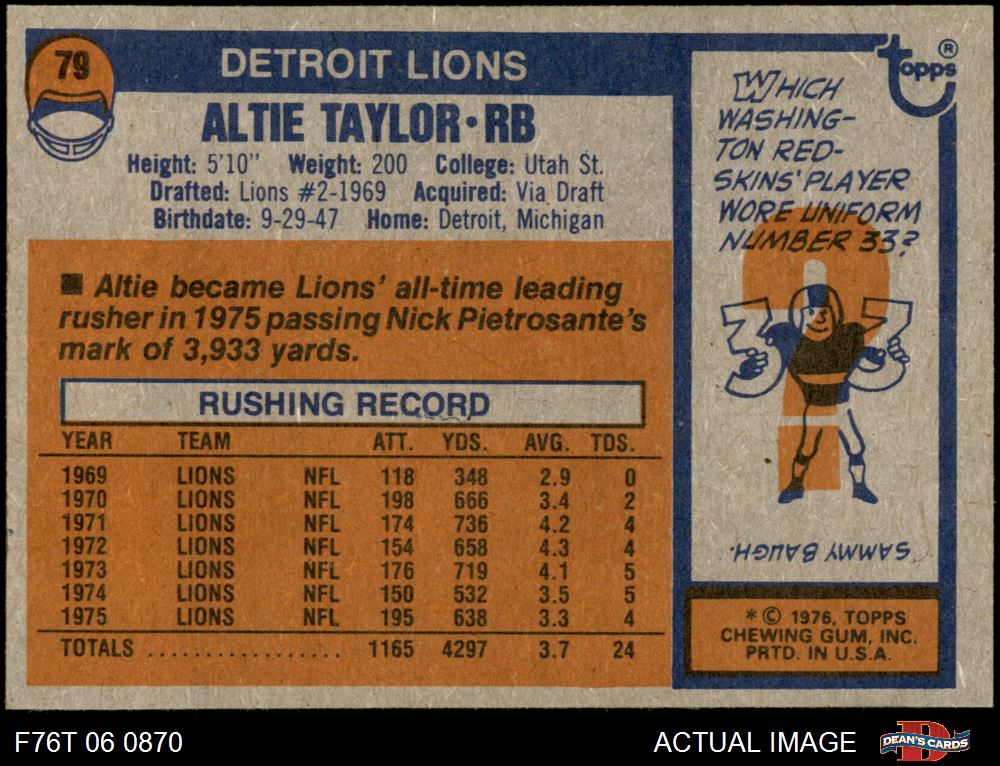 79
DETROIT LIONS
ALTIE TAYLOR•RB
Height: 5'10" Weight: 200 College: Utah St.
Drafted: Lions #2-1969 Acquired: Via Draft
Birthdate: 9-29-47 Home: Detroit, Michigan
■ Altie became Lions' all-time leading
rusher in 1975 passing Nick Pietrosante's
mark of 3,933 yards.
RUSHING RECORD
YEAR TEAM ATT. YDS. AVG. TDS.
1969 LIONS NFL 118 348 2.9 0
1970 LIONS NFL 198 666 3.4 2
1971 LIONS NFL 174 736 4.2 4
1972 LIONS NFL 154 658 4.3 4
1973 LIONS NFL 176 719 4.1 5
1974 LIONS NFL 150 532 3.5 5
1975 LIONS NFL 195 638 3.3 4
TOTALS .................. 1165 4297 3.7 24
topps®
WHICH
WASHING-
TON RED-
SKINS' PLAYER
WORE UNIFORM
NUMBER 33?
?
33
SAMMY BAUGH.
*© 1976, TOPPS
CHEWING GUM, INC.
PRTD. IN U.S.A.
F76T 06 0870
ACTUAL IMAGE
D
DEAN'S CARDS